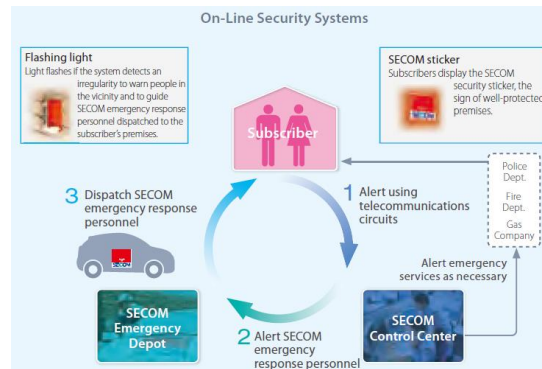 On-Line Security Systems
Flashing light
Light flashes if the system detects an
irregularity to warn people in
the vicinity and to guide
SECOM emergency response
personnel dispatched to the
subscriber's premises.
SECOM sticker
Subscribers display the SECOM
security sticker, the
sign of well-protected
premises.
SECOM
Subscriber
Police
Dept.
Fire
Dept.
Gas
Company
1 Alert using
telecommunications
circuits
3 Dispatch SECOM
emergency response
personnel
SECOM
Alert emergency
services as necessary
SECOM
Emergency
Depot
2 Alert SECOM
emergency
response personnel
SECOM
Control Center